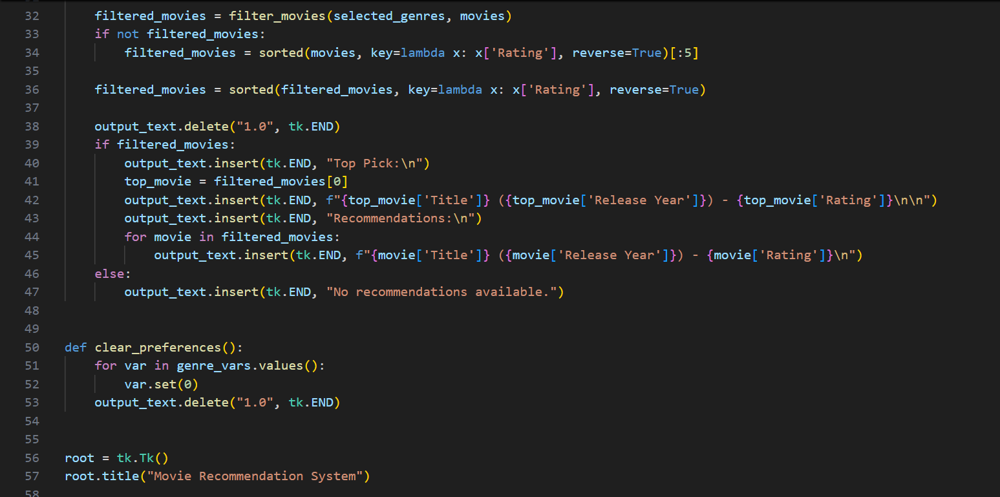 32 filtered_movies = filter_movies(selected_genres, movies)
33 if not filtered_movies:
34 filtered_movies = sorted(movies, key=lambda x: x['Rating'], reverse=True)[:5]
35
36 filtered_movies = sorted(filtered_movies, key=lambda x: x['Rating'], reverse=True)
37
38 output_text.delete("1.0", tk.END)
39 if filtered_movies:
40 output_text.insert(tk.END, "Top Pick:\n")
41 top_movie = filtered_movies[0]
42 output_text.insert(tk.END, f"{top_movie['Title']} ({top_movie['Release Year']}) - {top_movie['Rating']}\n\n")
43 output_text.insert(tk.END, "Recommendations:\n")
44 for movie in filtered_movies:
45 output_text.insert(tk.END, f"{movie['Title']} ({movie['Release Year']}) - {movie['Rating']}\n")
46 else:
47 output_text.insert(tk.END, "No recommendations available.")
48
49
50 def clear_preferences():
51 for var in genre_vars.values():
52 var.set(0)
53 output_text.delete("1.0", tk.END)
54
55
56 root = tk.Tk()
57 root.title("Movie Recommendation System")
58